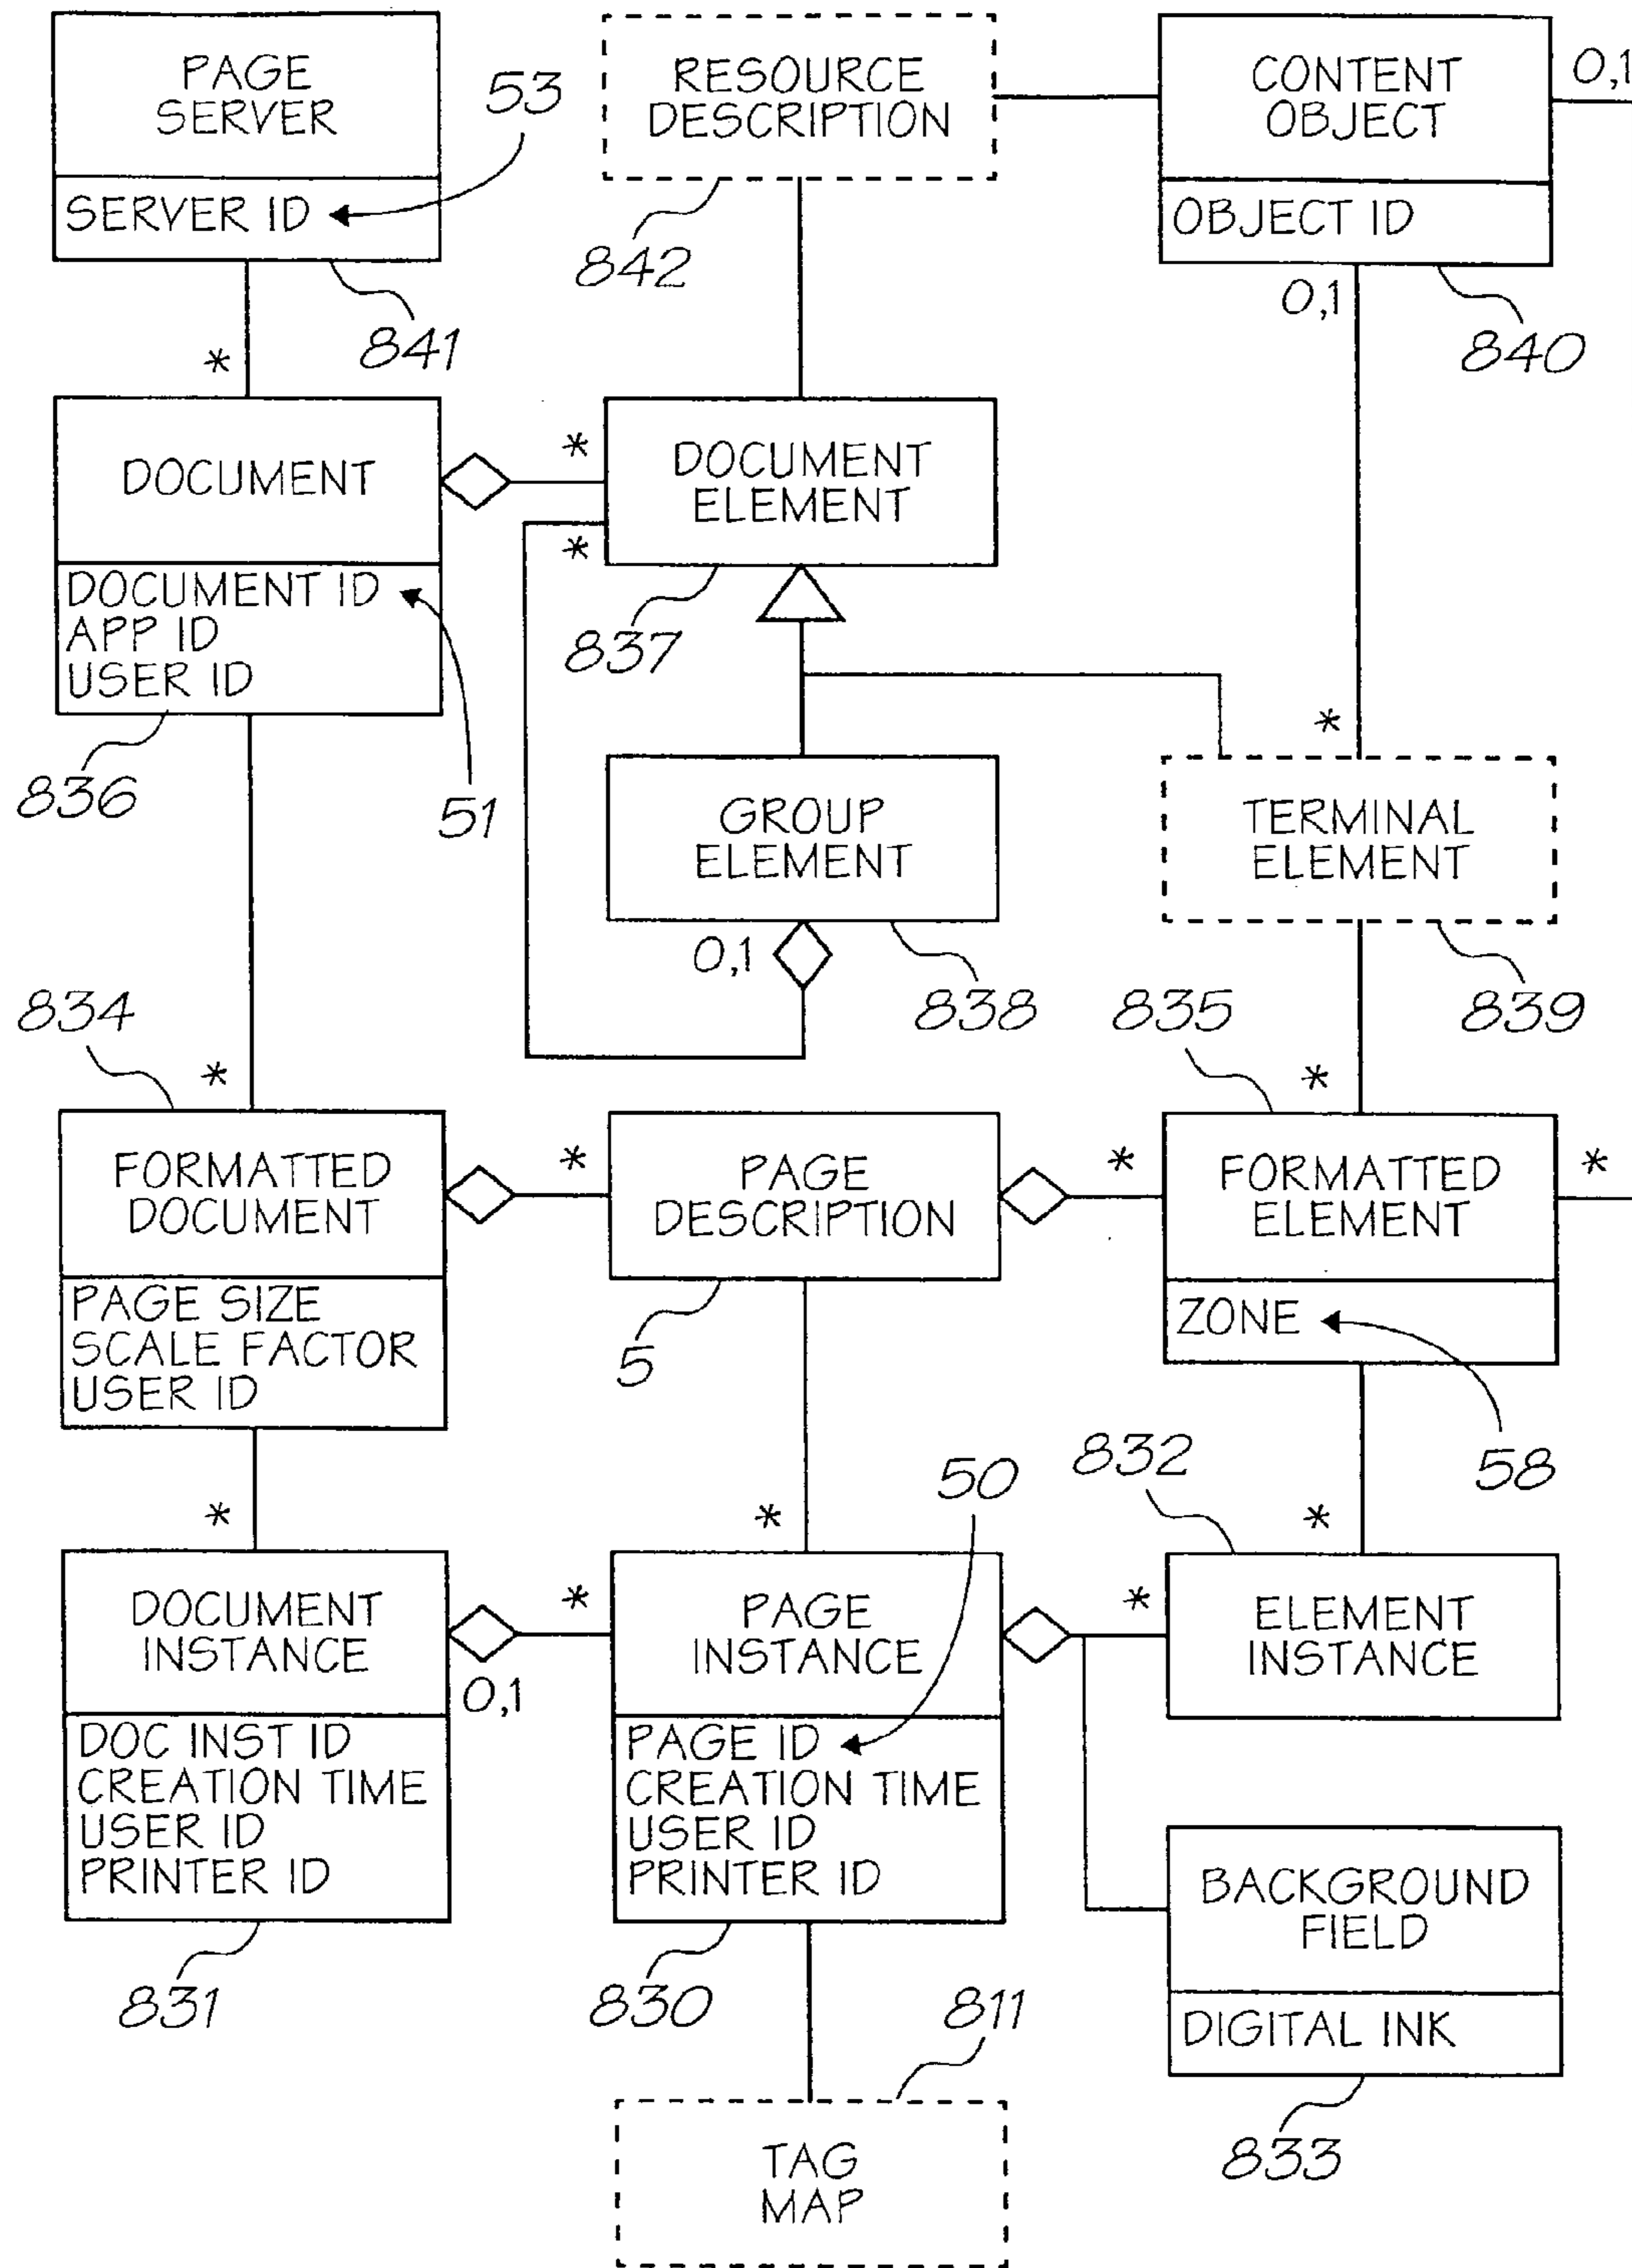 PAGE
SERVER
SERVER ID
53
841
RESOURCE
DESCRIPTION
842
CONTENT
OBJECT
OBJECT ID
0,1
0,1
840
*
DOCUMENT
DOCUMENT ID
APP ID
USER ID
836
51
*
*
DOCUMENT
ELEMENT
837
GROUP
ELEMENT
0,1
838
*
TERMINAL
ELEMENT
839
834
*
FORMATTED
DOCUMENT
PAGE SIZE
SCALE FACTOR
USER ID
*
PAGE
DESCRIPTION
5
835
*
*
FORMATTED
ELEMENT
*
ZONE
58
*
DOCUMENT
INSTANCE
0,1
DOC INST ID
CREATION TIME
USER ID
PRINTER ID
831
*
*
50
PAGE
INSTANCE
PAGE ID
CREATION TIME
USER ID
PRINTER ID
830
832
*
*
ELEMENT
INSTANCE
BACKGROUND
FIELD
DIGITAL INK
833
811
TAG
MAP